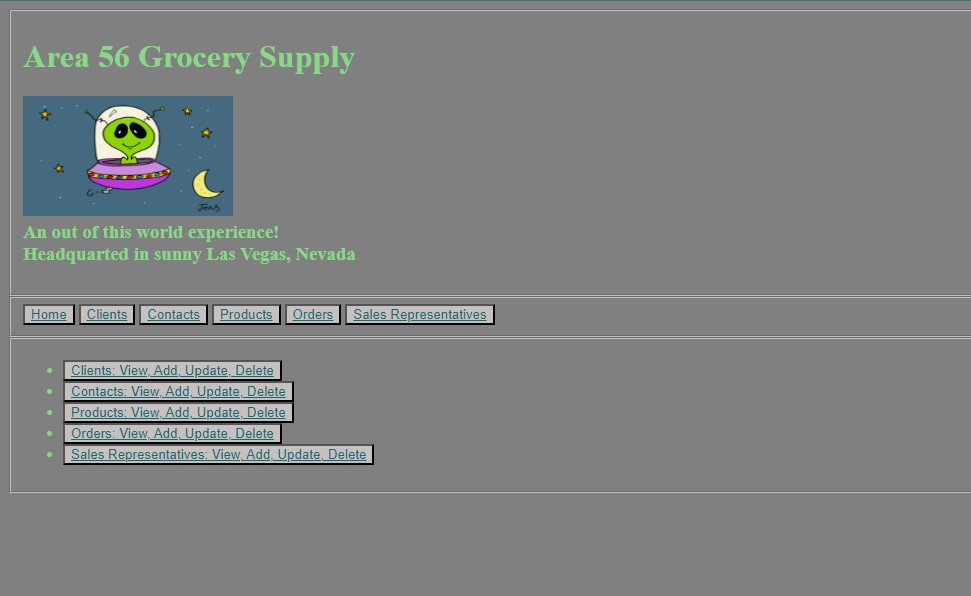 Area 56 Grocery Supply
An out of this world experience!
Headquarted in sunny Las Vegas, Nevada
Home Clients Contacts Products Orders Sales Representatives
Clients: View, Add, Update, Delete
Contacts: View, Add, Update, Delete
Products: View, Add, Update, Delete
Orders: View, Add, Update, Delete
Sales Representatives: View, Add, Update, Delete